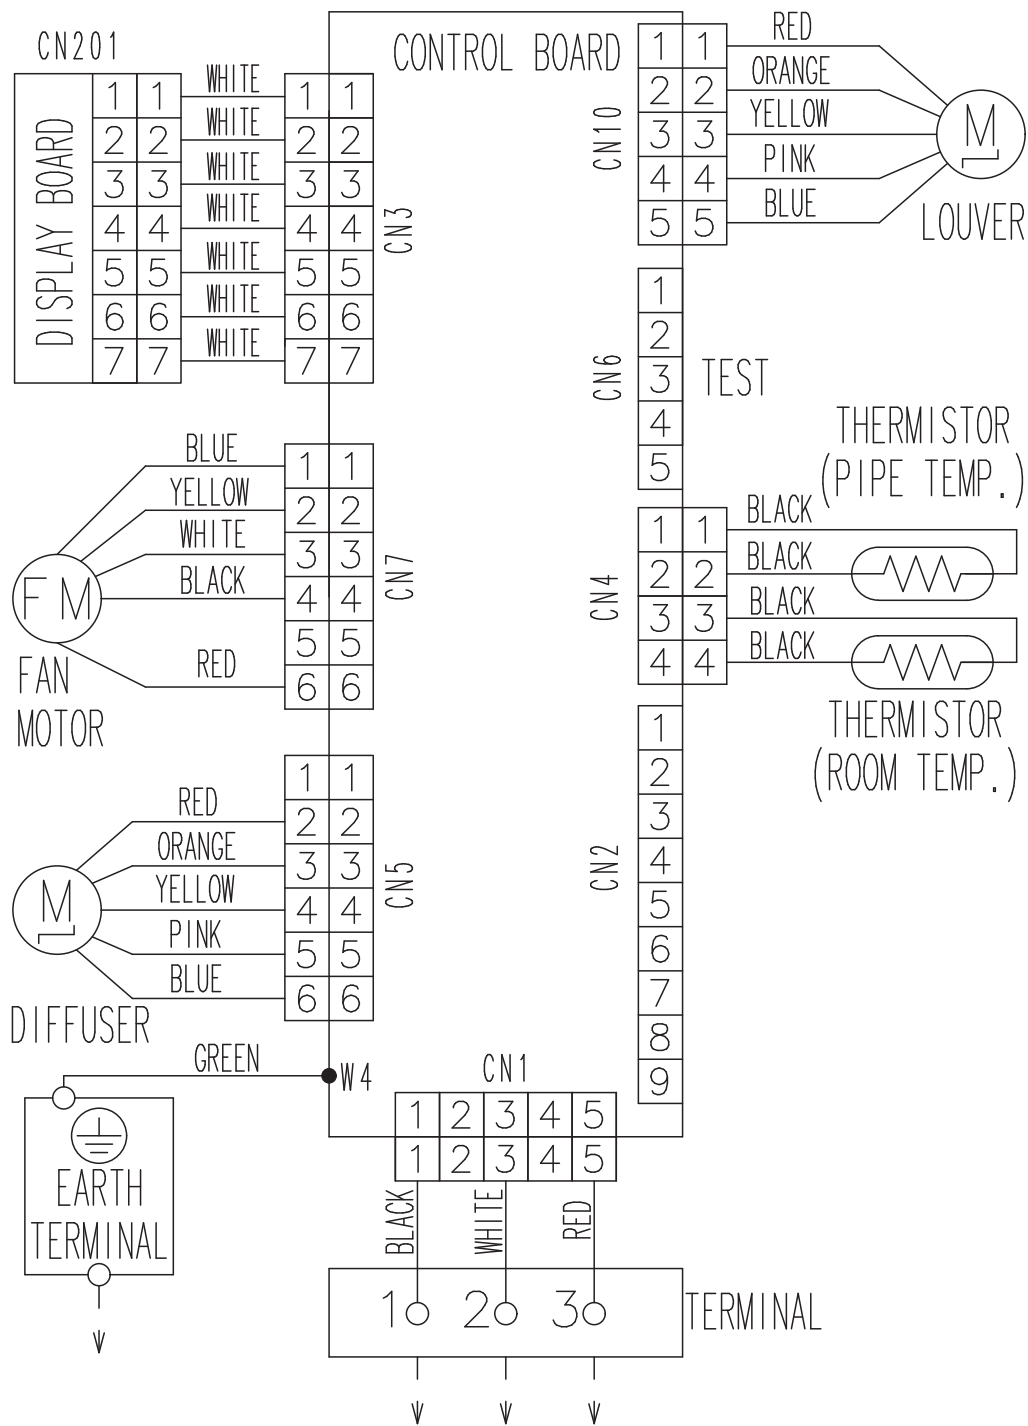 CN201
DISPLAY BOARD
1 1
2 2
3 3
4 4
5 5
6 6
7 7
WHITE
WHITE
WHITE
WHITE
WHITE
WHITE
WHITE
1 1
2 2
3 3
4 4
5 5
6 6
7 7
CN3
CONTROL BOARD
CN10
1 1
2 2
3 3
4 4
5 5
RED
ORANGE
YELLOW
PINK
BLUE
M
LOUVER
CN6
1
2
3
4
5
TEST
BLUE
YELLOW
WHITE
BLACK
RED
FM
FAN
MOTOR
1 1
2 2
3 3
4 4
5 5
6 6
CN7
THERMISTOR
(PIPE TEMP.)
CN4
1 1
2 2
3 3
4 4
BLACK
BLACK
BLACK
BLACK
THERMISTOR
(ROOM TEMP.)
RED
ORANGE
YELLOW
PINK
BLUE
M
DIFFUSER
1 1
2 2
3 3
4 4
5 5
6 6
CN5
CN2
1
2
3
4
5
6
7
8
9
GREEN
W4
EARTH
TERMINAL
CN1
1 2 3 4 5
1 2 3 4 5
BLACK
WHITE
RED
1 2 3
TERMINAL